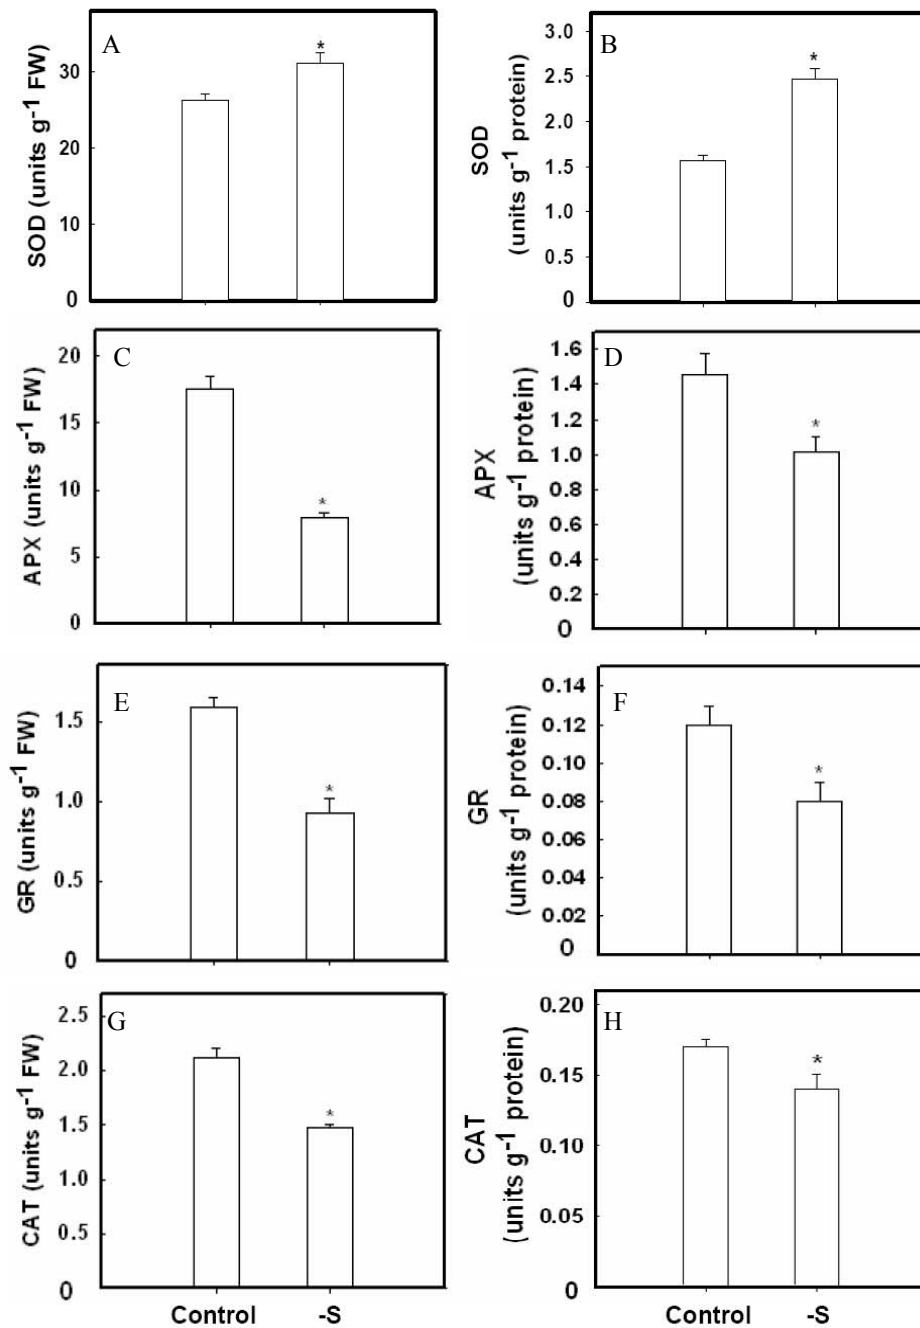 A
*
SOD (units g-1 FW)
30
20
10
0
B
*
SOD
(units g-1 protein)
3.0
2.5
2.0
1.5
1.0
0.5
0
C
*
APX (units g-1 FW)
20
15
10
5
0
D
*
APX
(units g-1 protein)
1.6
1.4
1.2
1.0
0.8
0.6
0.4
0.2
0
E
*
GR (units g-1 FW)
1.5
1.0
0.5
0
F
*
GR
(units g-1 protein)
0.14
0.12
0.10
0.08
0.06
0.04
0.02
0
G
*
CAT (units g-1 FW)
2.5
2.0
1.5
1.0
0.5
0
Control
-S
H
*
CAT
(units g-1 protein)
0.20
0.15
0.10
0.05
0
Control
-S